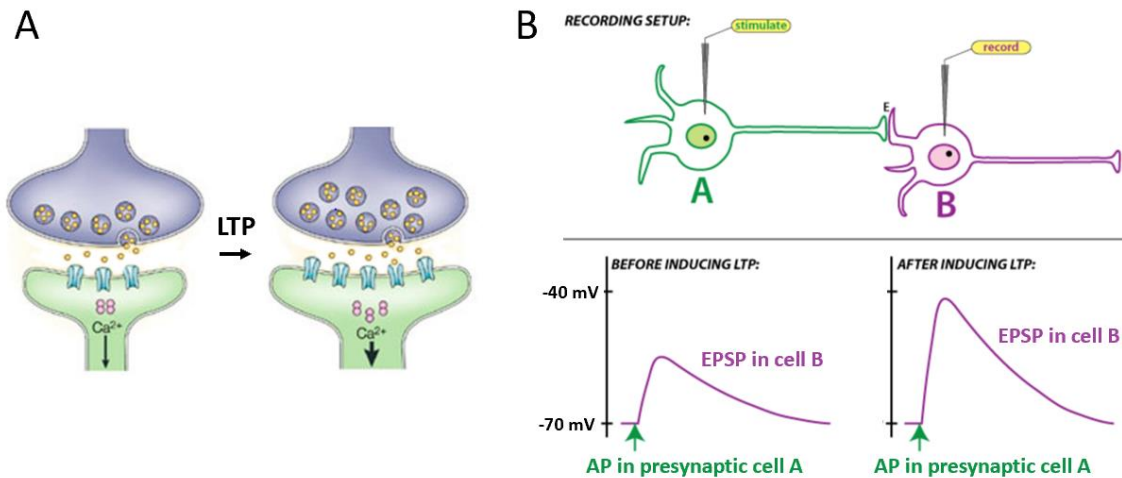 A
LTP
Ca²⁺
Ca²⁺
B
RECORDING SETUP:
stimulate
record
E
A
B
BEFORE INDUCING LTP:
AFTER INDUCING LTP:
-40 mV
EPSP in cell B
EPSP in cell B
-70 mV
AP in presynaptic cell A
AP in presynaptic cell A